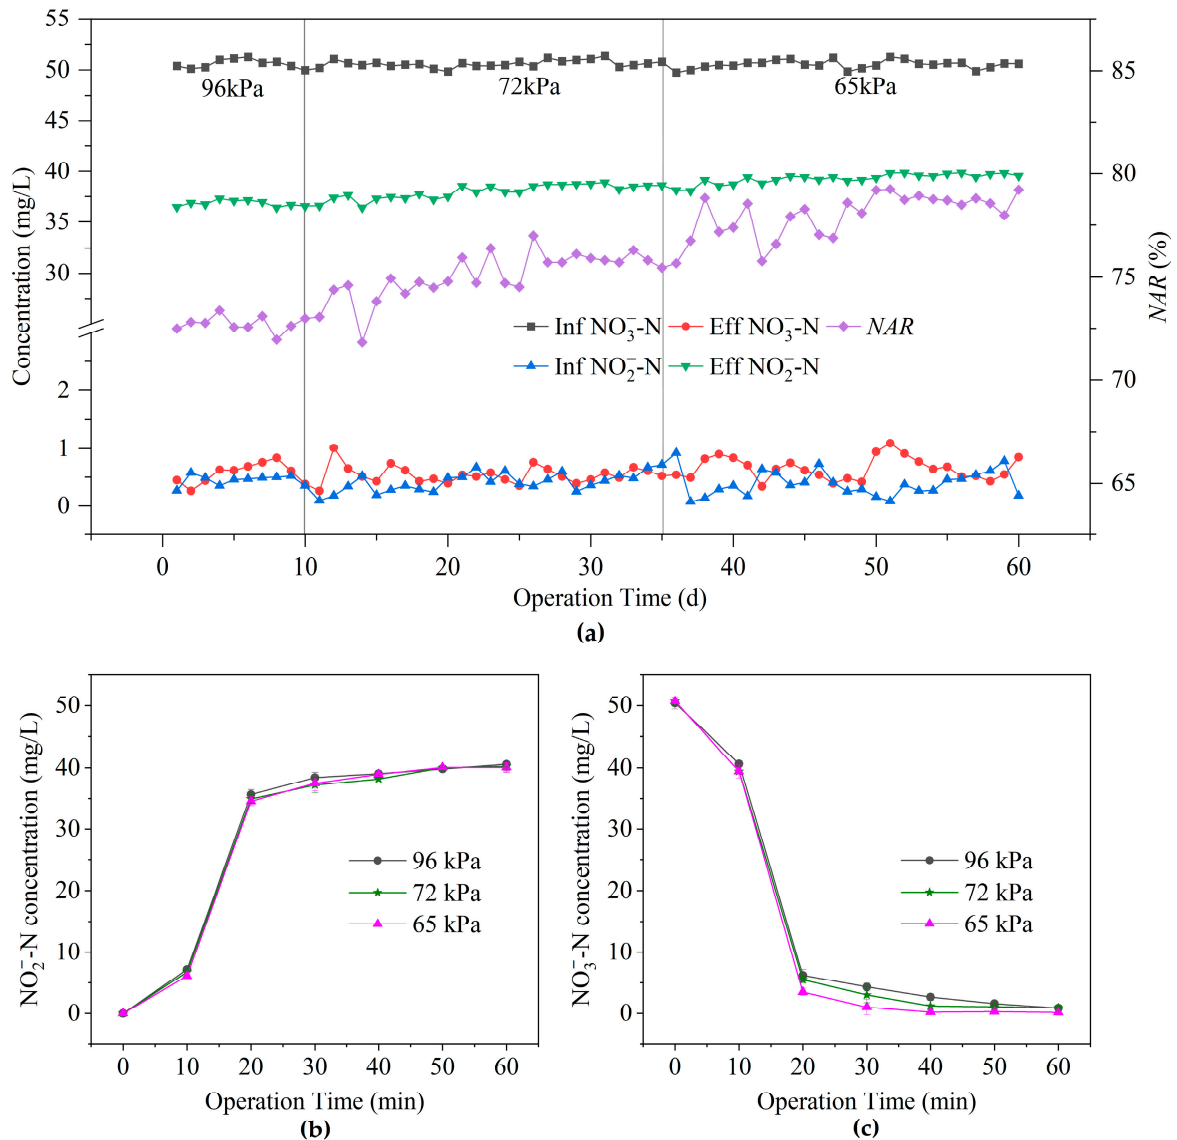 55
50
45
40
35
30
2
1
0
Concentration (mg/L)
96kPa
72kPa
65kPa
85
80
75
70
65
NAR (%)
Inf NO₃⁻-N Eff NO₃⁻-N NAR
Inf NO₂⁻-N Eff NO₂⁻-N
0 10 20 30 40 50 60
Operation Time (d)
(a)
50
40
30
20
10
0
NO₂⁻-N concentration (mg/L)
96 kPa
72 kPa
65 kPa
0 10 20 30 40 50 60
Operation Time (min)
(b)
50
40
30
20
10
0
NO₃⁻-N concentration (mg/L)
96 kPa
72 kPa
65 kPa
0 10 20 30 40 50 60
Operation Time (min)
(c)